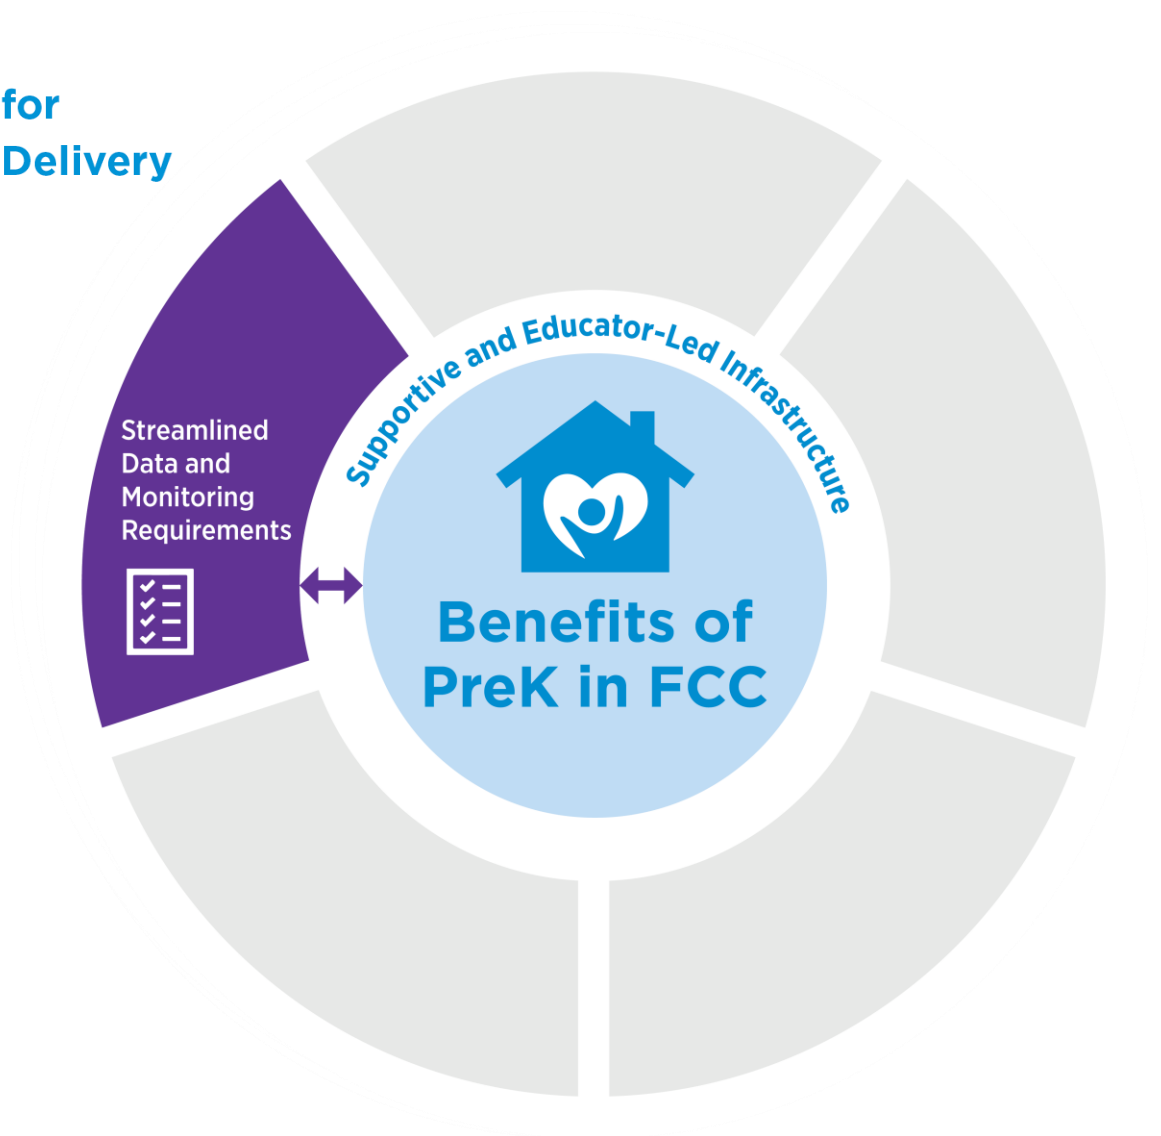 for
Delivery
Supportive and Educator-Led Infrastructure
Streamlined
Data and
Monitoring
Requirements
Benefits of
PreK in FCC